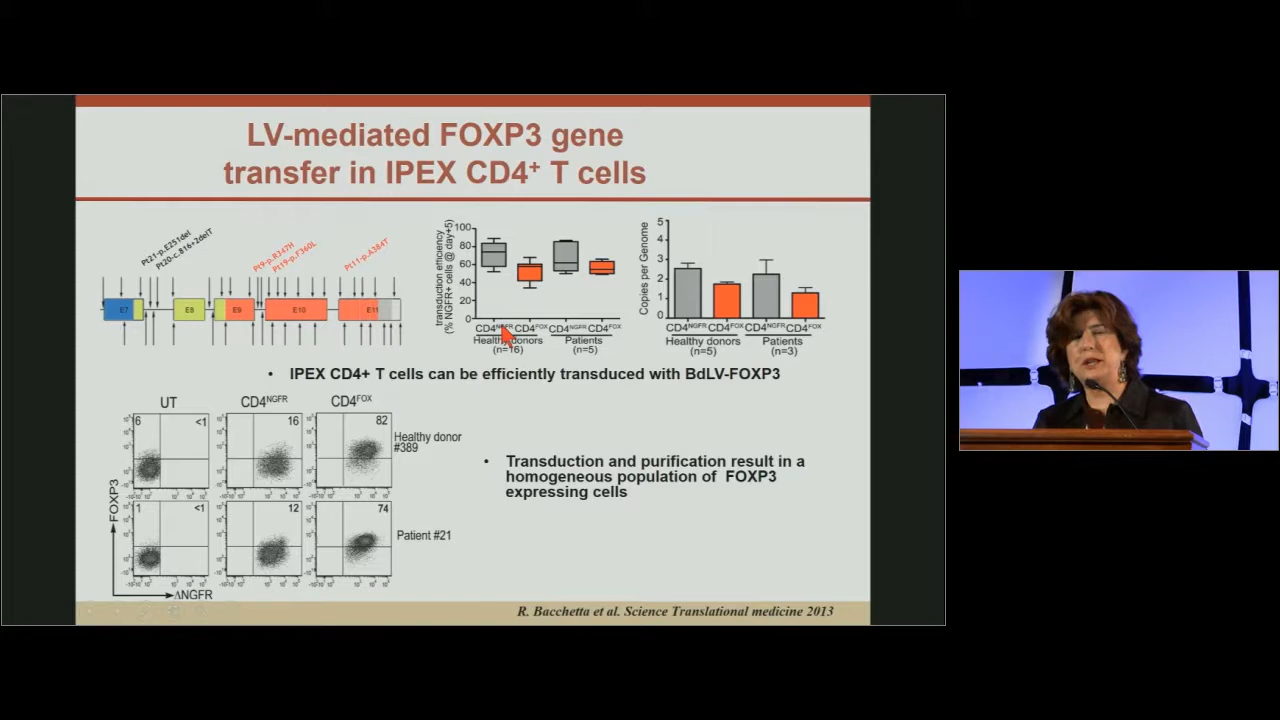 LV-mediated FOXP3 gene
transfer in IPEX CD4+ T cells
Pt21-p.E251del
Pt20-c.816+2delT
Pt9-p.R347H
Pt19-p.F360L
Pt11-p.A384T
E7
E8
E9
E10
E11
transduction efficiency
(% NGFR+ cells @ day+5)
100
80
60
40
20
0
CD4NGFR CD4FOX CD4NGFR CD4FOX
Healthy donors Patients
(n=16) (n=5)
Copies per Genome
5
4
3
2
1
0
CD4NGFR CD4FOX CD4NGFR CD4FOX
Healthy donors Patients
(n=5) (n=3)
• IPEX CD4+ T cells can be efficiently transduced with BdLV-FOXP3
UT CD4NGFR CD4FOX
6 <1 16 82
Healthy donor
#389
1 <1 12 74
Patient #21
FOXP3
ΔNGFR
• Transduction and purification result in a
homogeneous population of FOXP3
expressing cells
R. Bacchetta et al. Science Translational medicine 2013